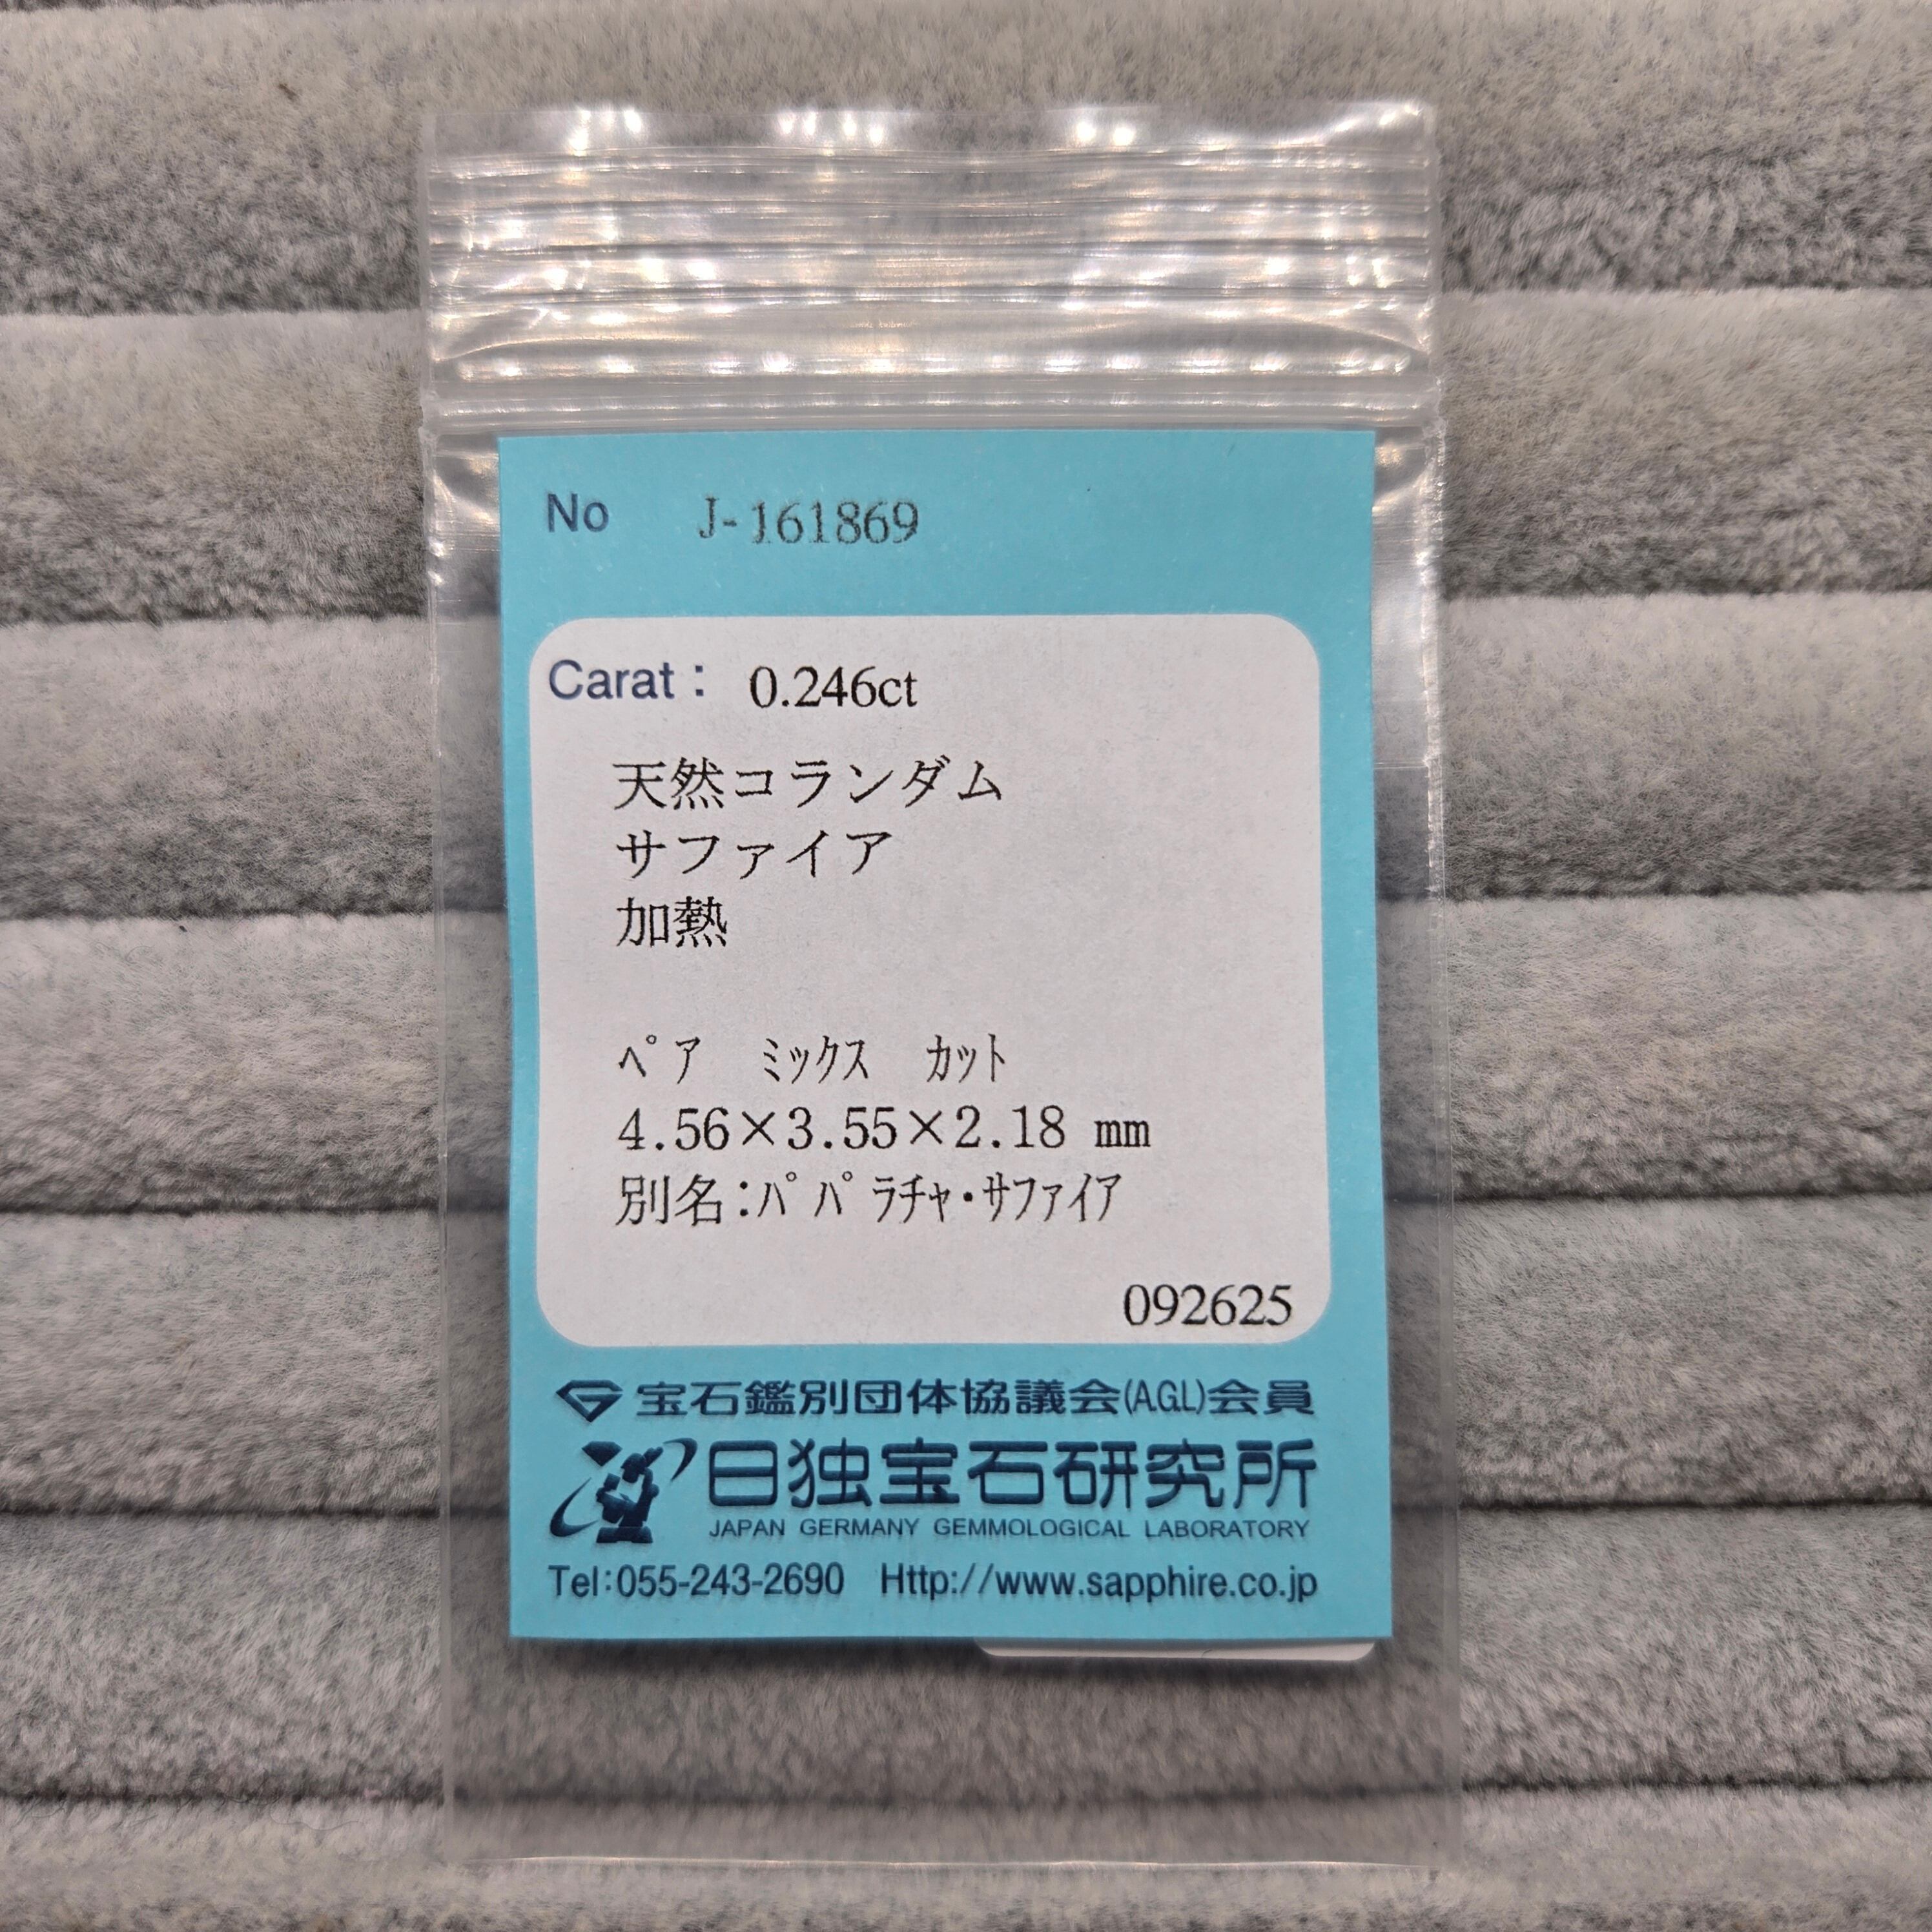 No J-161869
Carat: 0.246ct
天然コランダム
サファイア
加熱
ﾍﾟｱ ﾐｯｸｽ ｶｯﾄ
4.56×3.55×2.18 mm
別名:ﾊﾟﾊﾟﾗﾁｬ･ｻﾌｧｲｱ
092625
宝石鑑別団体協議会(A.G.L)会員
日独宝石研究所
JAPAN GERMANY GEMMOLOGICAL LABORATORY
Tel:055-243-2690 Http://www.sapphire.co.jp